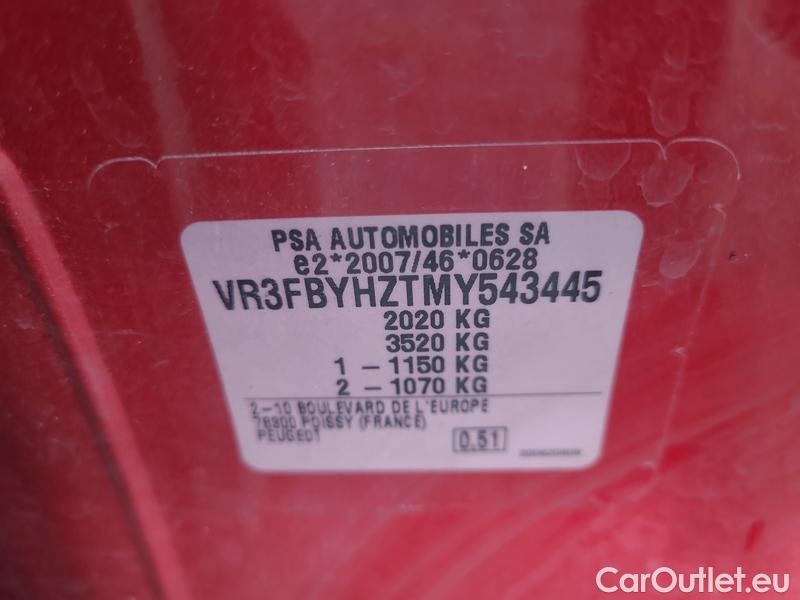 PSA AUTOMOBILES SA
e2*2007/46*0628
VR3FBYHZTMY543445
2020 KG
3520 KG
1 - 1150 KG
2 - 1070 KG
2-10 BOULEVARD DE L'EUROPE
78300 POISSY (FRANCE)
PEUGEOT
0.51
CarOutlet.eu